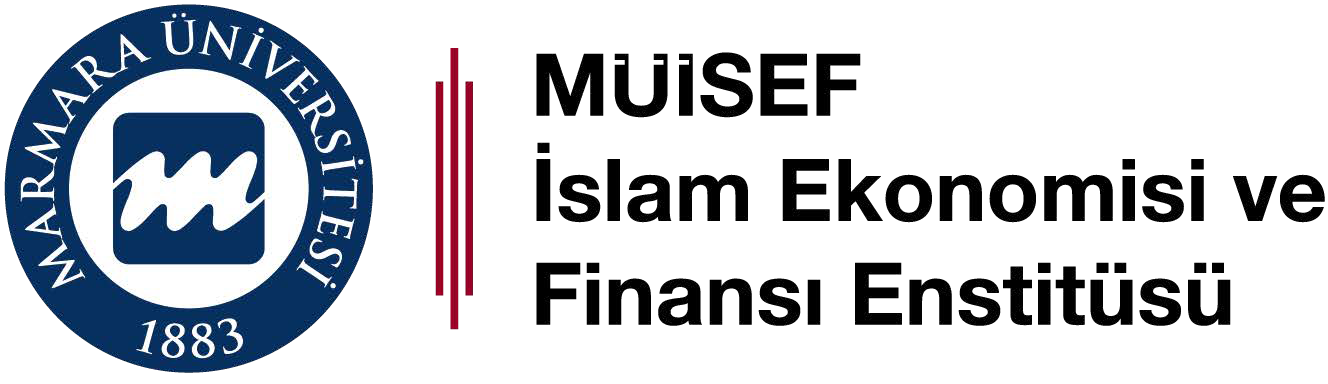 MARMARA ÜNİVERSİTESİ
1883
MÜİSEF
İslam Ekonomisi ve
Finansı Enstitüsü